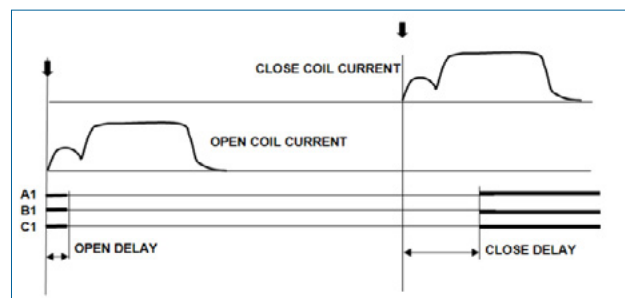 CLOSE COIL CURRENT
OPEN COIL CURRENT
A1
B1
C1
OPEN DELAY
CLOSE DELAY